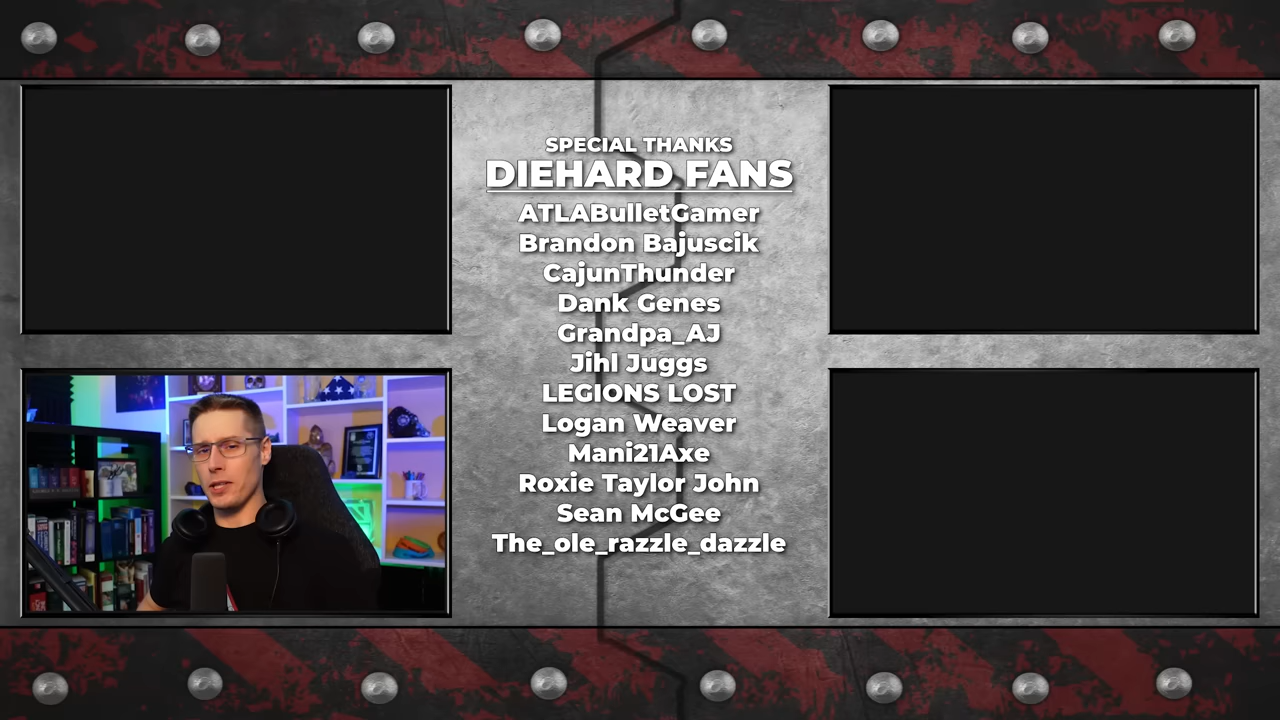 SPECIAL THANKS
DIEHARD FANS
ATLABulletGamer
Brandon Bajuscik
CajunThunder
Dank Genes
Grandpa_AJ
Jihl Juggs
LEGIONS LOST
Logan Weaver
Mani21Axe
Roxie Taylor John
Sean McGee
The_ole_razzle_dazzle